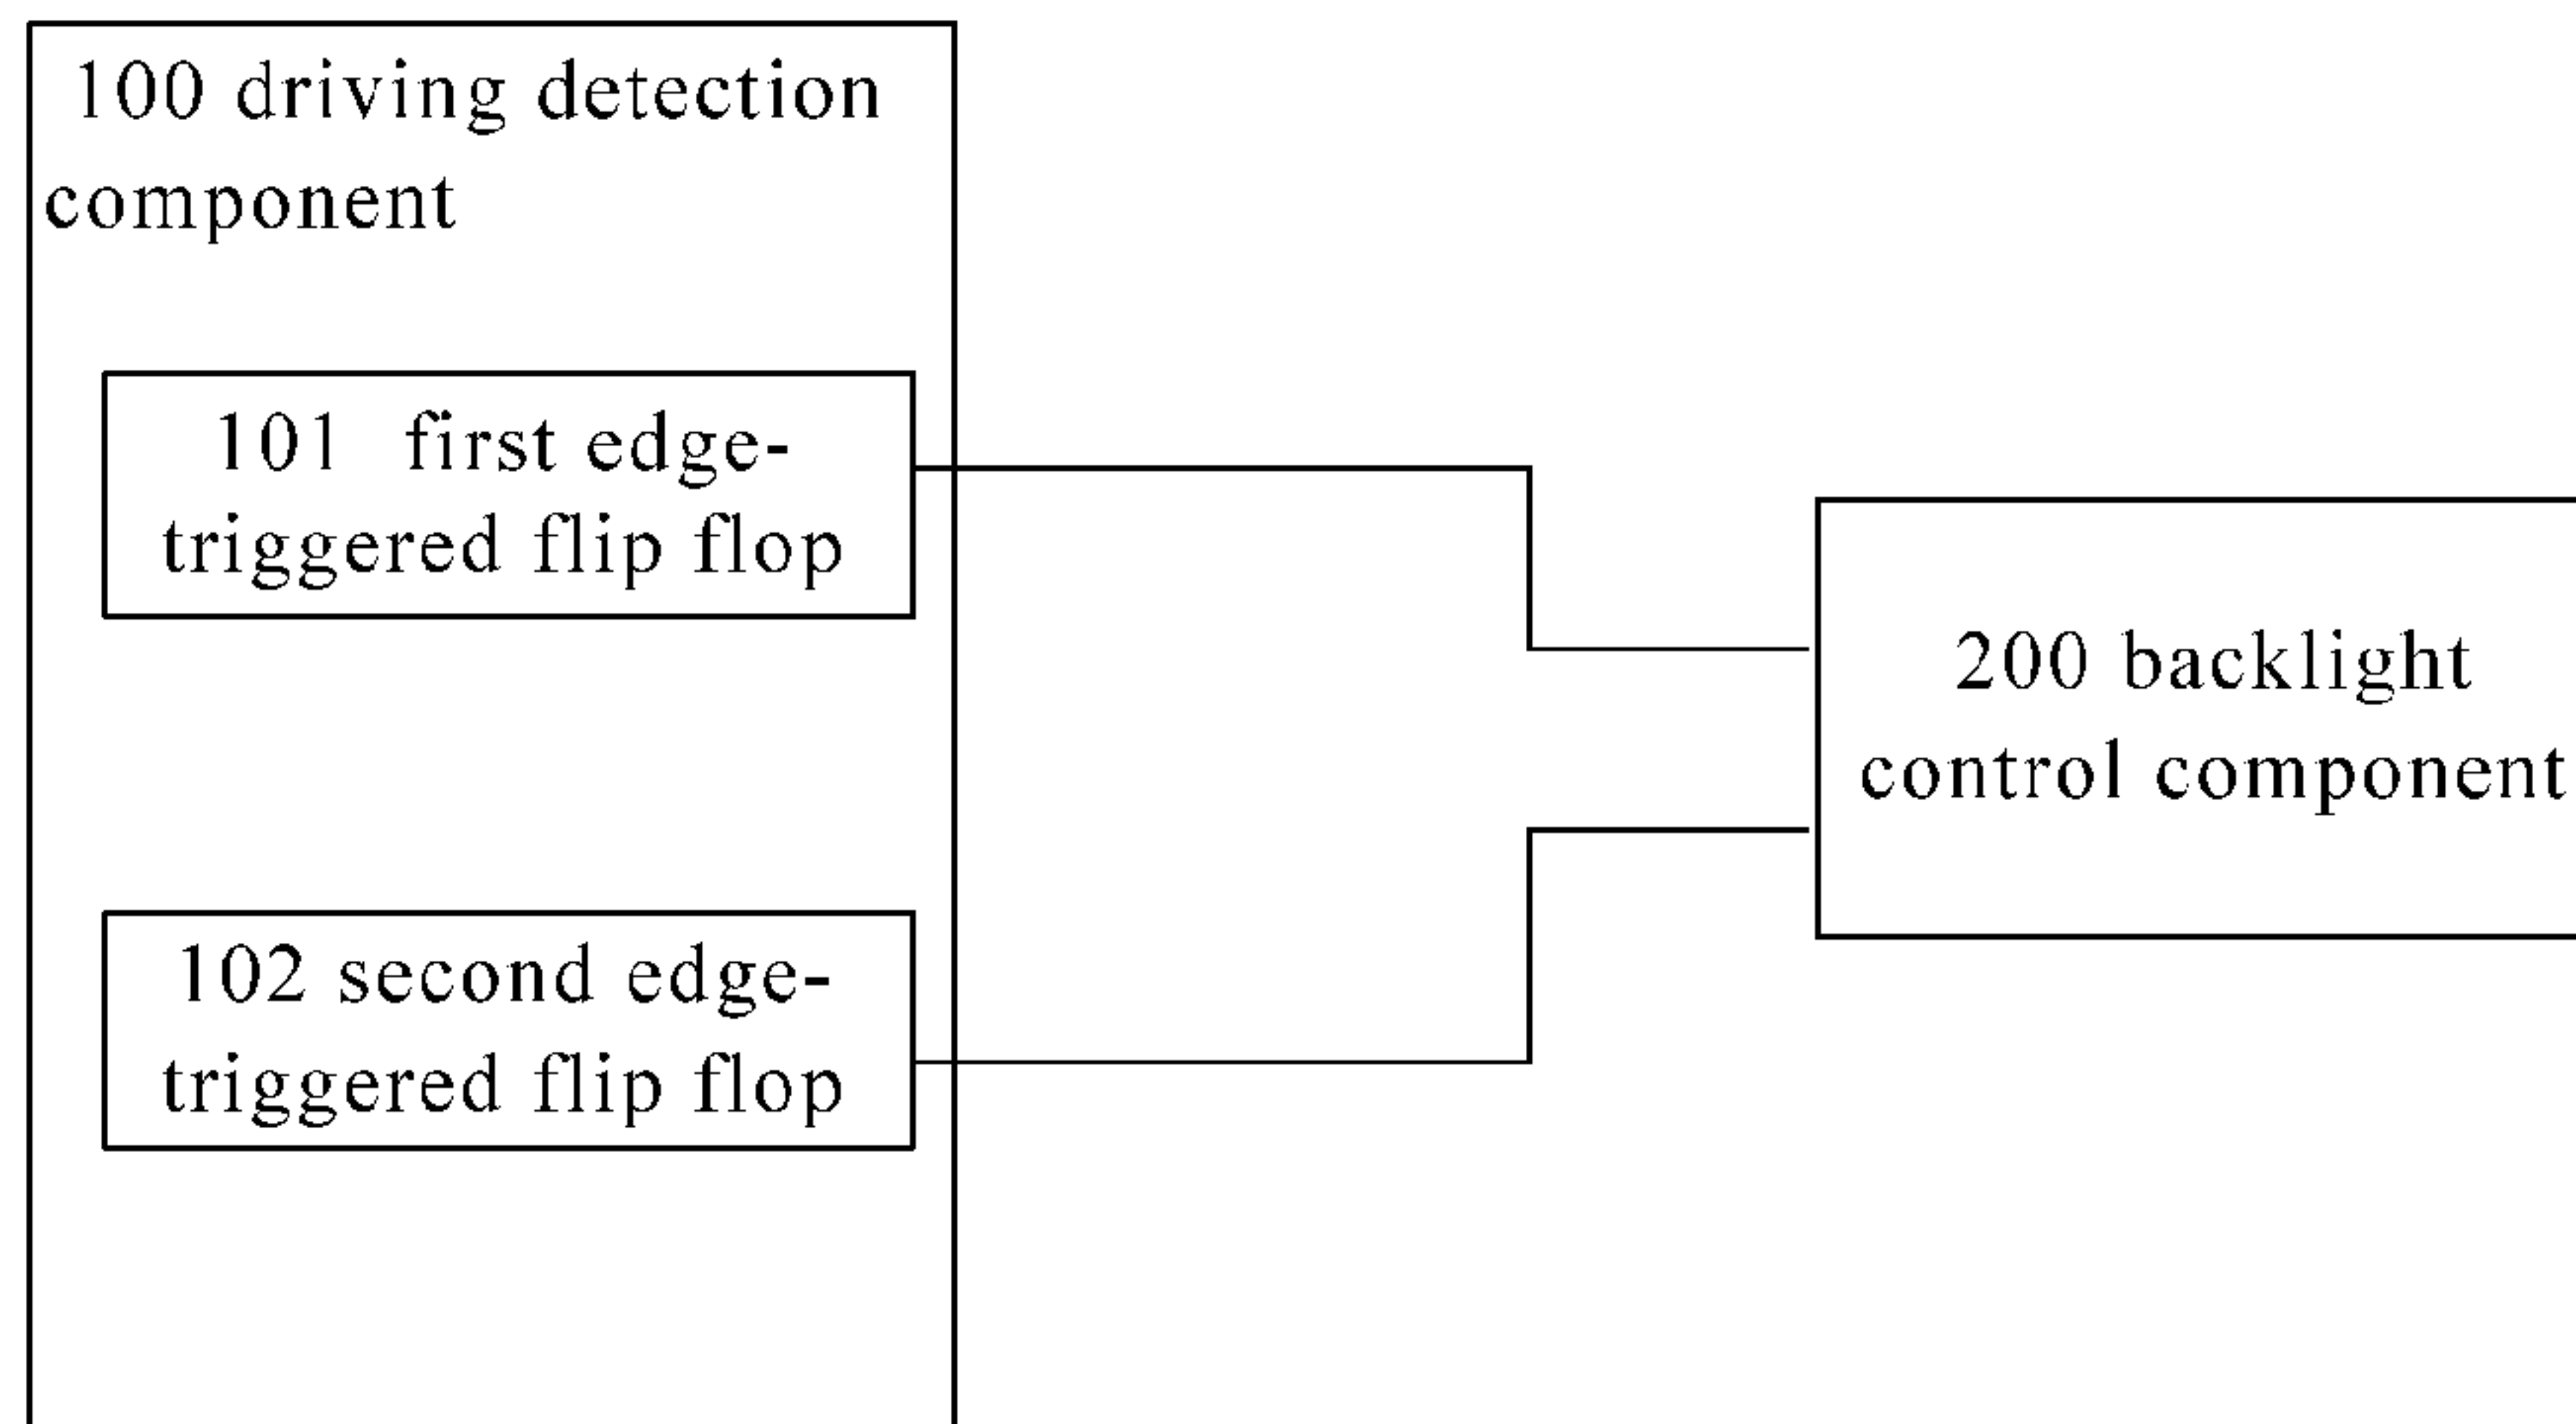 100 driving detection
component
101 first edge-
triggered flip flop
200 backlight
control component
102 second edge-
triggered flip flop